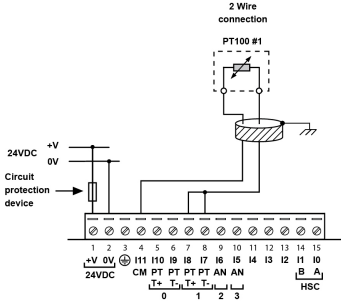 2 Wire
connection
PT100 #1
+V
24VDC
0V
Circuit
protection
device
1 2 3 4 5 6 7 8 9 10 11 12 13 14 15
+V 0V I11 I10 I9 I8 I7 I6 I5 I4 I3 I2 I1 I0
24VDC CM PT PT PT PT AN AN B A
T+ T- T+ T- 2 3 HSC
0 1